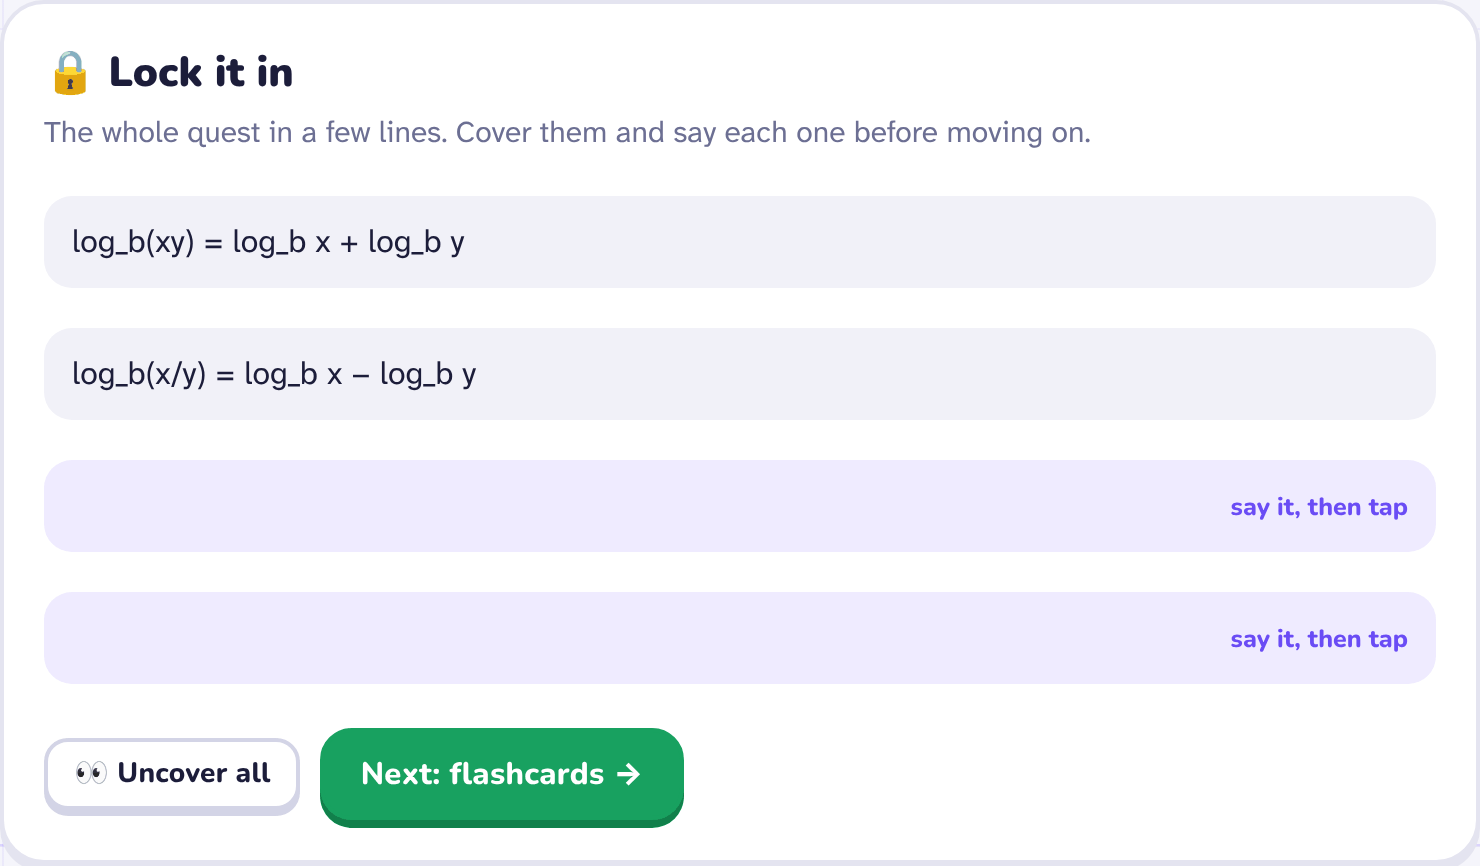 🔒 Lock it in
The whole quest in a few lines. Cover them and say each one before moving on.
log_b(xy) = log_b x + log_b y
log_b(x/y) = log_b x − log_b y
say it, then tap
say it, then tap
👀 Uncover all
Next: flashcards →